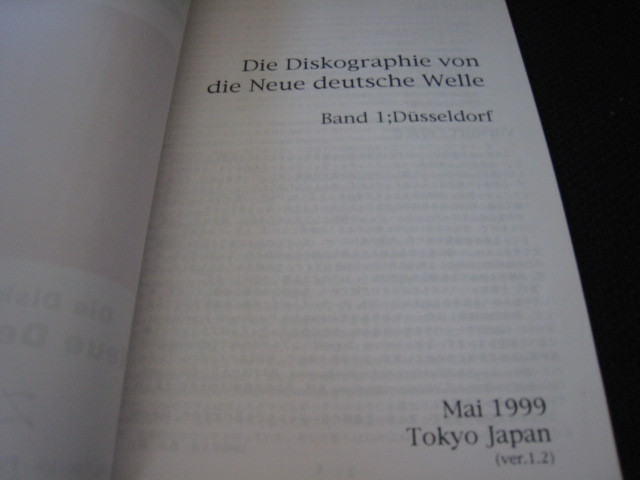 Die Diskographie von
die Neue deutsche Welle
Band 1;Düsseldorf
Mai 1999
Tokyo Japan
(ver.1.2)